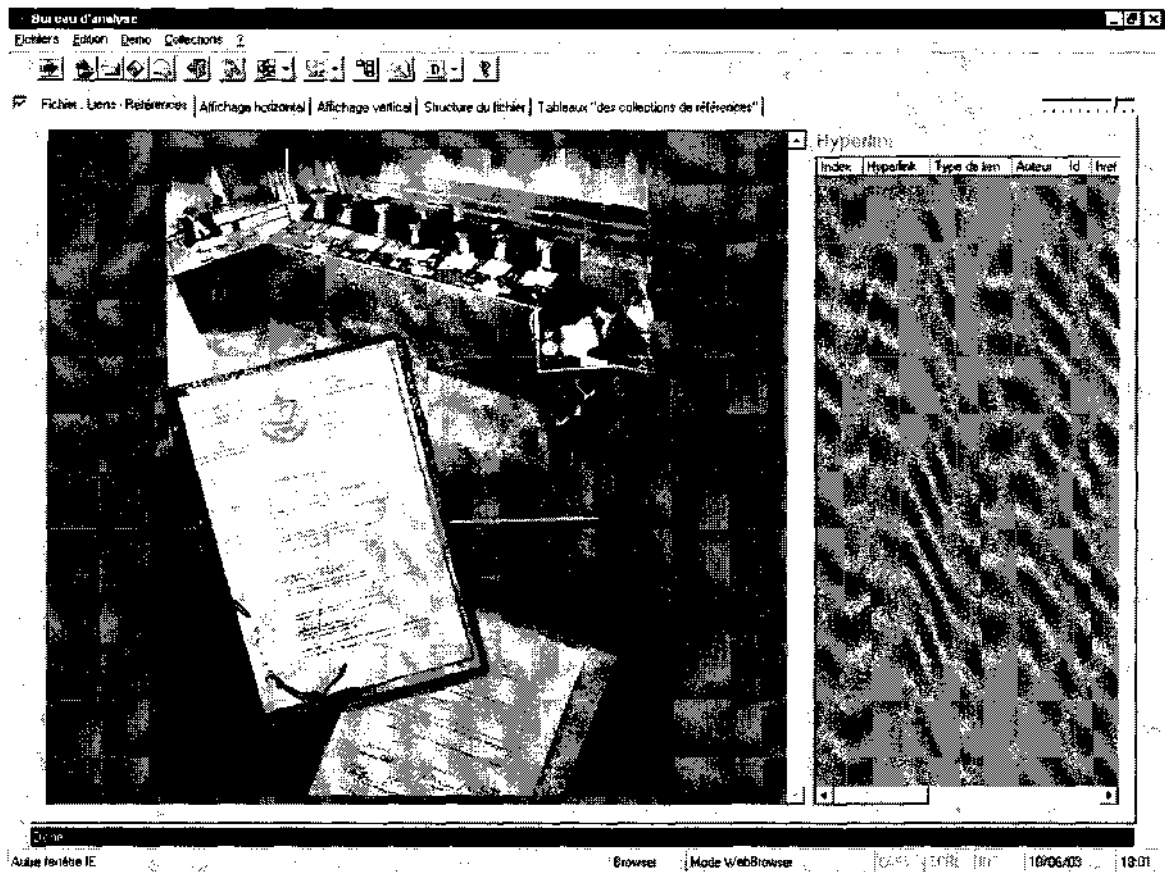 Bureau d'analyse
Fichiers Edition Demo Collections ?
Fichier - Liens - Références Affichage horizontal Affichage vertical Structure du fichier Tableaux "des collections de références"
Hyperlink
Index Hyperlink Type de lien Auteur Id href
Done
Autre fenêtre IE Browser Mode WebBrowser 10/06/03 18:01